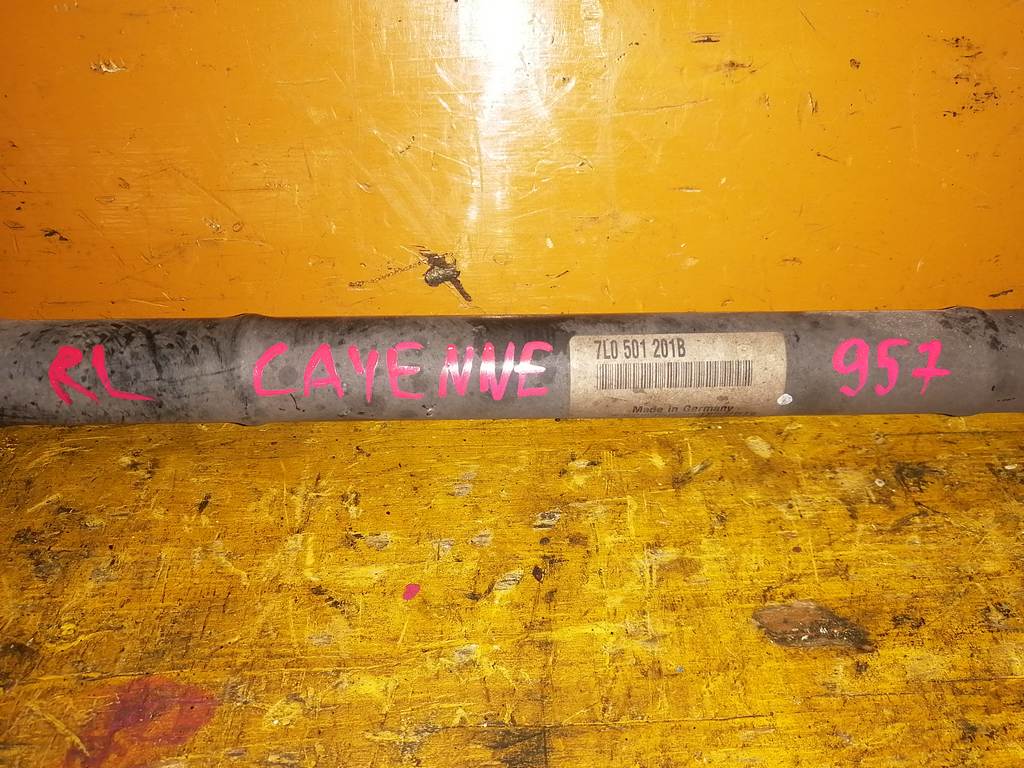 RL CAYENNE 957
7L0 501 201B
Made in Germany